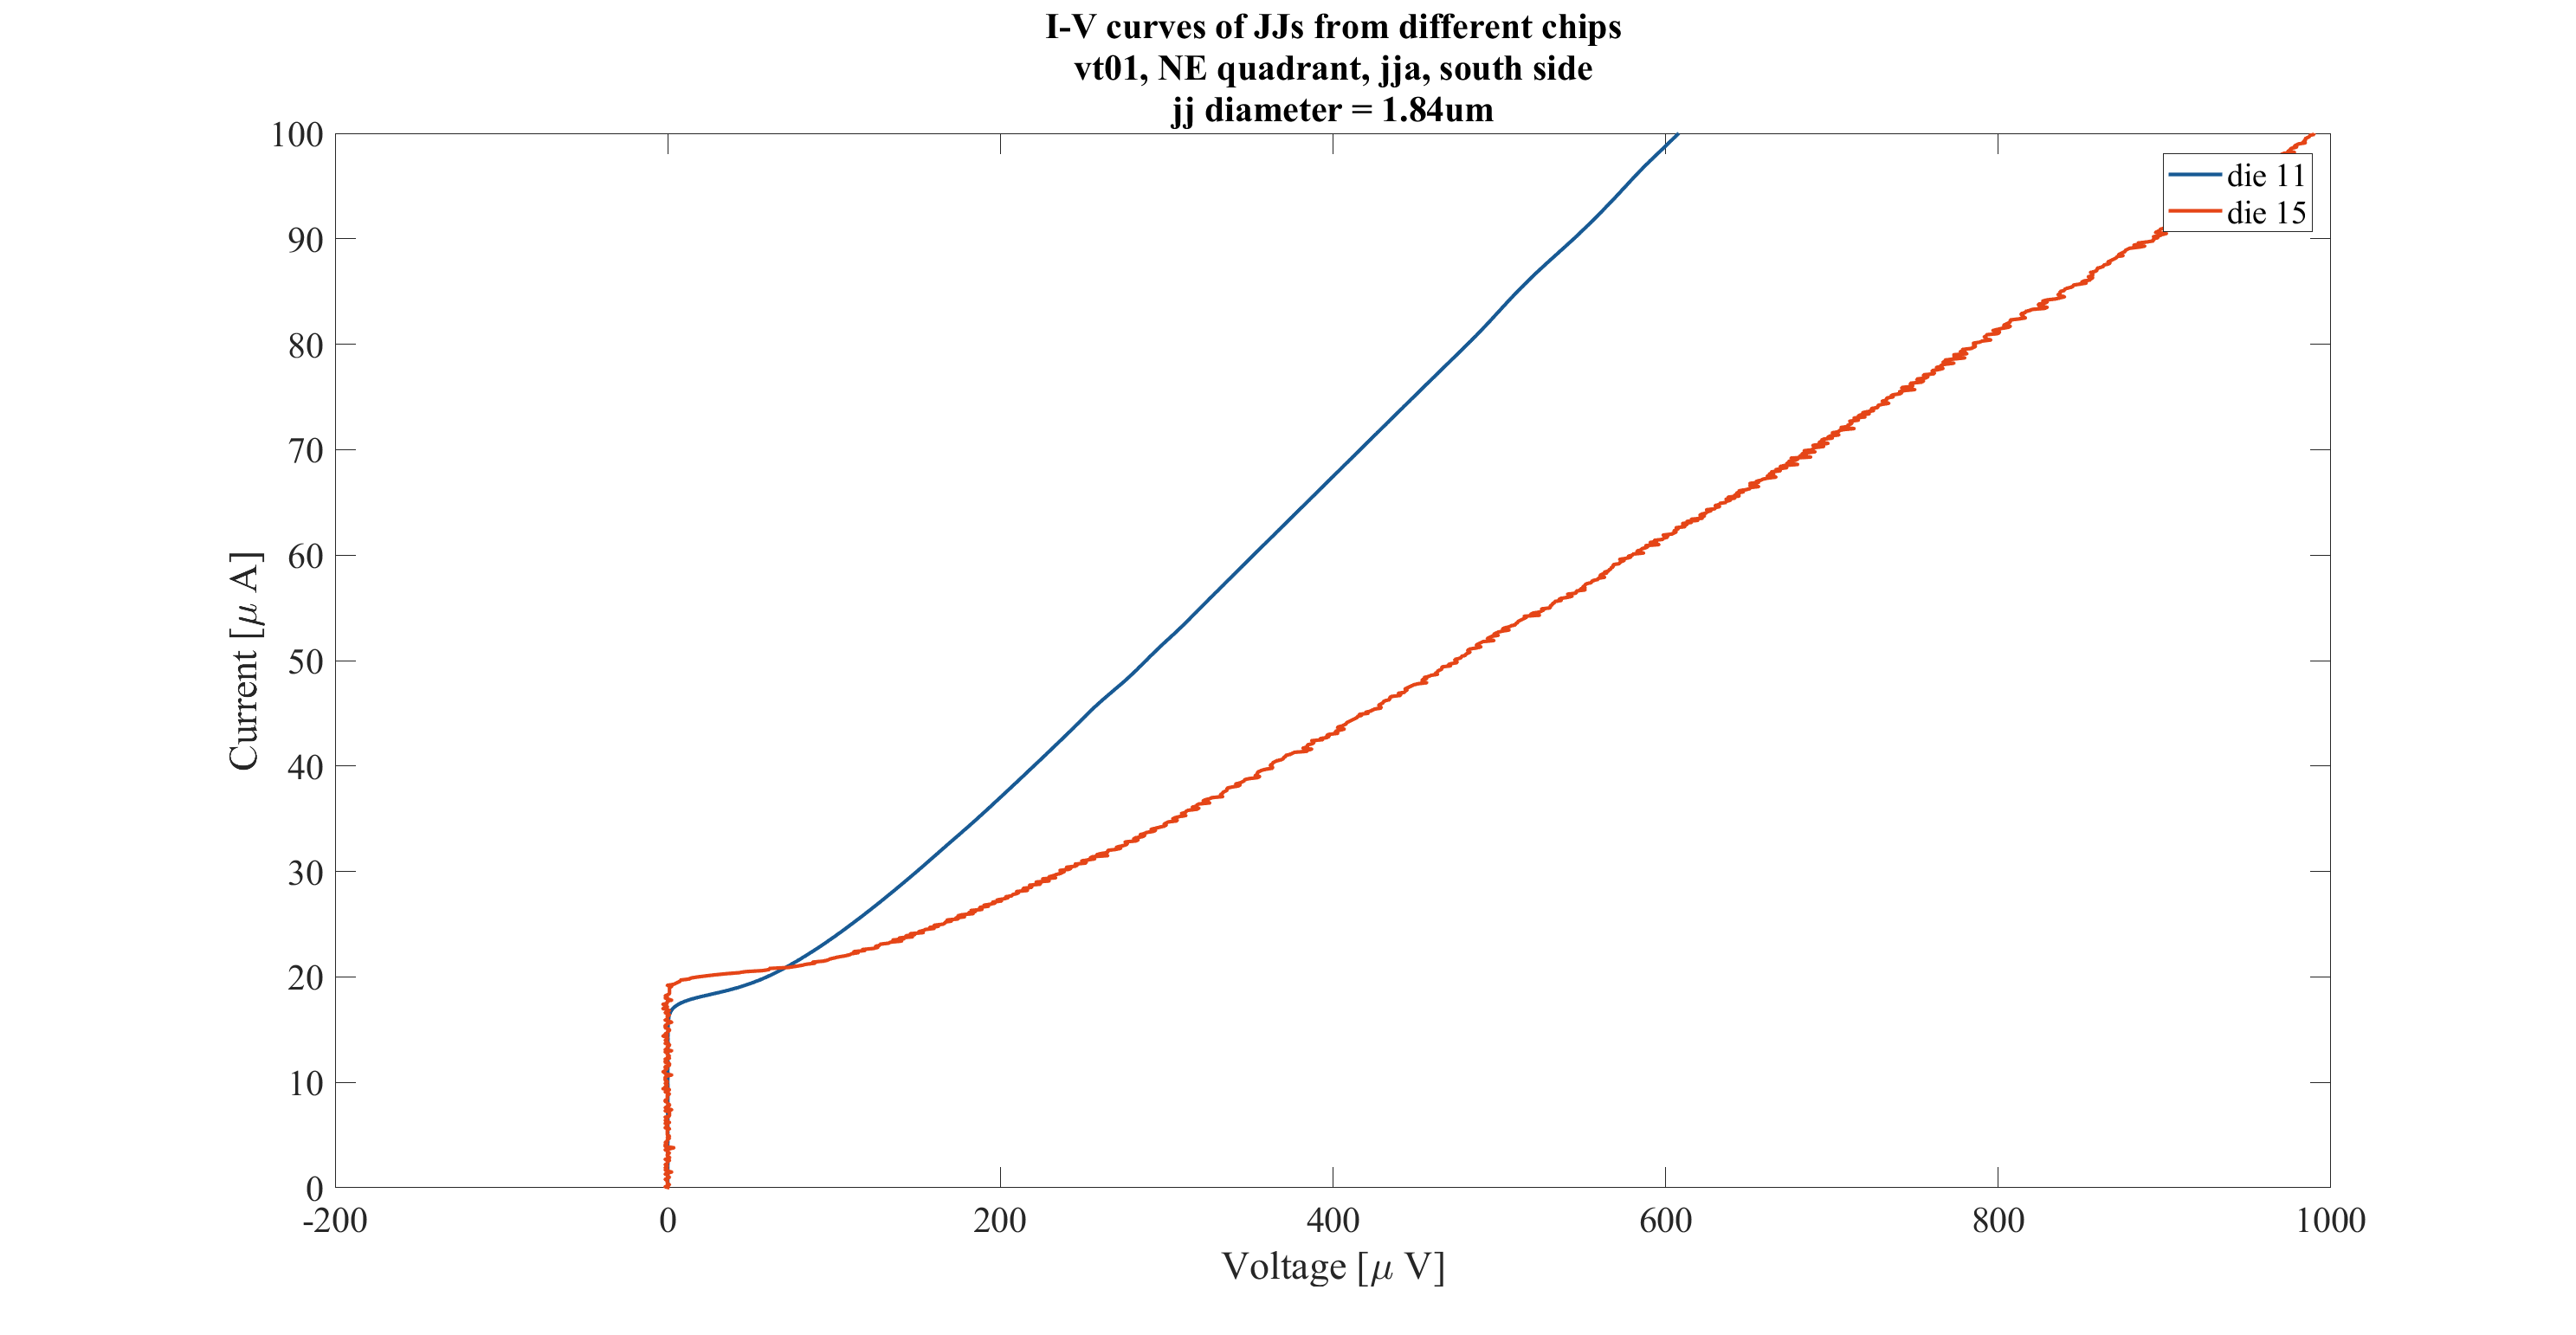 I-V curves of JJs from different chips
vt01, NE quadrant, jja, south side
jj diameter = 1.84um
100
90
80
70
60
50
40
30
20
10
0
Current [μ A]
die 11
die 15
-200
0
200
400
600
800
1000
Voltage [μ V]